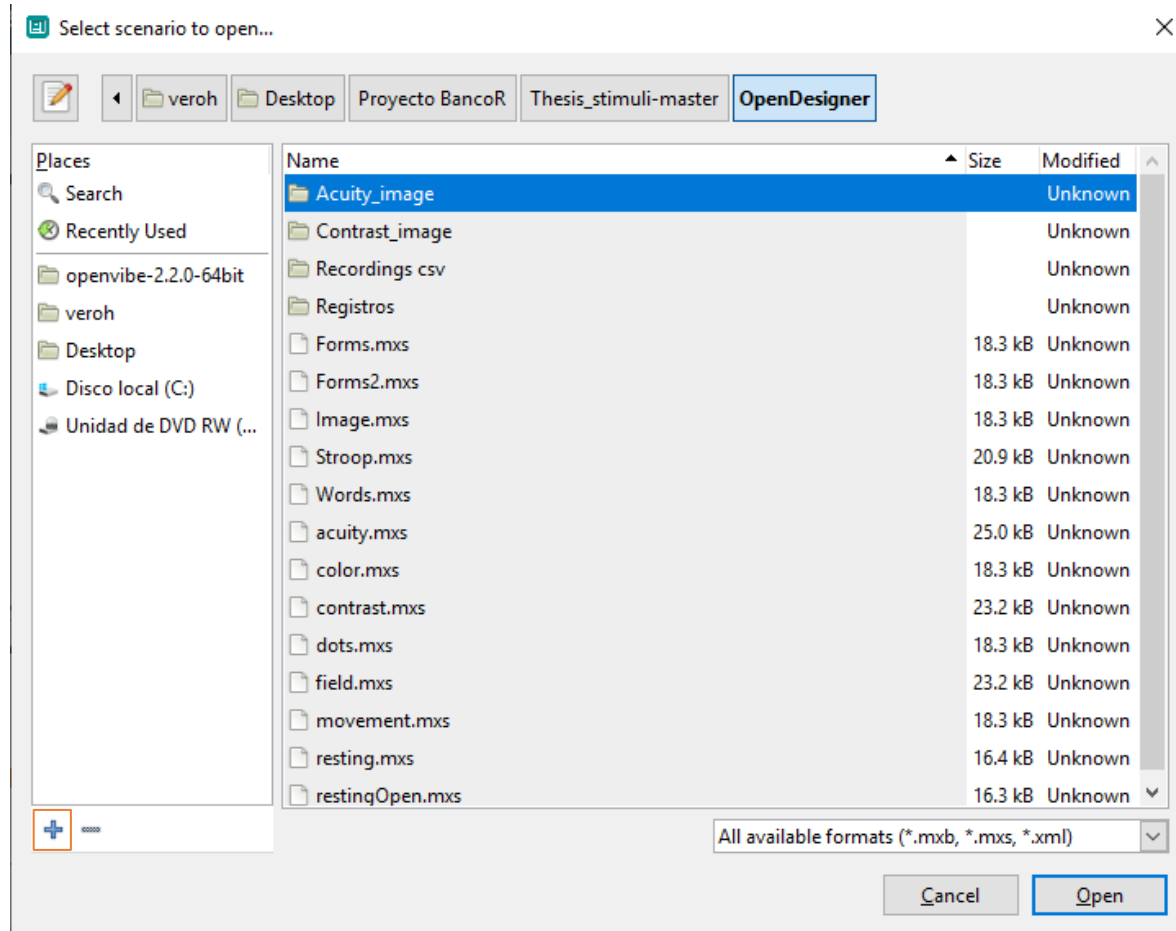 Select scenario to open...
veroh Desktop Proyecto BancoR Thesis_stimuli-master OpenDesigner
Places
Search
Recently Used
openvibe-2.2.0-64bit
veroh
Desktop
Disco local (C:)
Unidad de DVD RW (...
Name Size Modified
Acuity_image Unknown
Contrast_image Unknown
Recordings csv Unknown
Registros Unknown
Forms.mxs 18.3 kB Unknown
Forms2.mxs 18.3 kB Unknown
Image.mxs 18.3 kB Unknown
Stroop.mxs 20.9 kB Unknown
Words.mxs 18.3 kB Unknown
acuity.mxs 25.0 kB Unknown
color.mxs 18.3 kB Unknown
contrast.mxs 23.2 kB Unknown
dots.mxs 18.3 kB Unknown
field.mxs 23.2 kB Unknown
movement.mxs 18.3 kB Unknown
resting.mxs 16.4 kB Unknown
restingOpen.mxs 16.3 kB Unknown
All available formats (*.mxb, *.mxs, *.xml)
Cancel Open